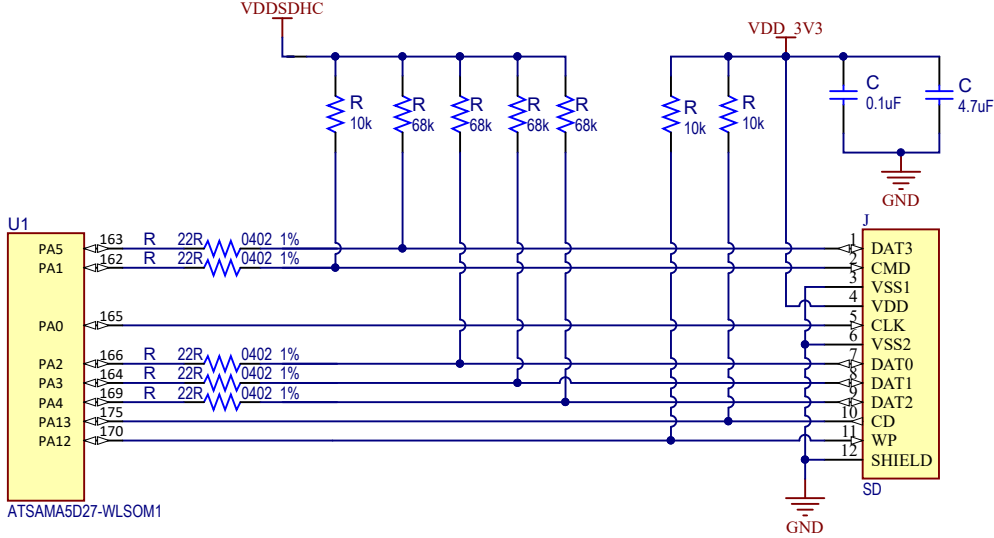 VDDSDHC
VDD_3V3
R 10k
R 68k
R 68k
R 68k
R 68k
R 10k
R 10k
C 0.1uF
C 4.7uF
GND
U1
J
PA5 163 R 22R 0402 1% 1 DAT3
PA1 162 R 22R 0402 1% 2 CMD
3 VSS1
4 VDD
PA0 165 5 CLK
6 VSS2
PA2 166 R 22R 0402 1% 7 DAT0
PA3 164 R 22R 0402 1% 8 DAT1
PA4 169 R 22R 0402 1% 9 DAT2
PA13 175 10 CD
PA12 170 11 WP
12 SHIELD
SD
ATSAMA5D27-WLSOM1
GND